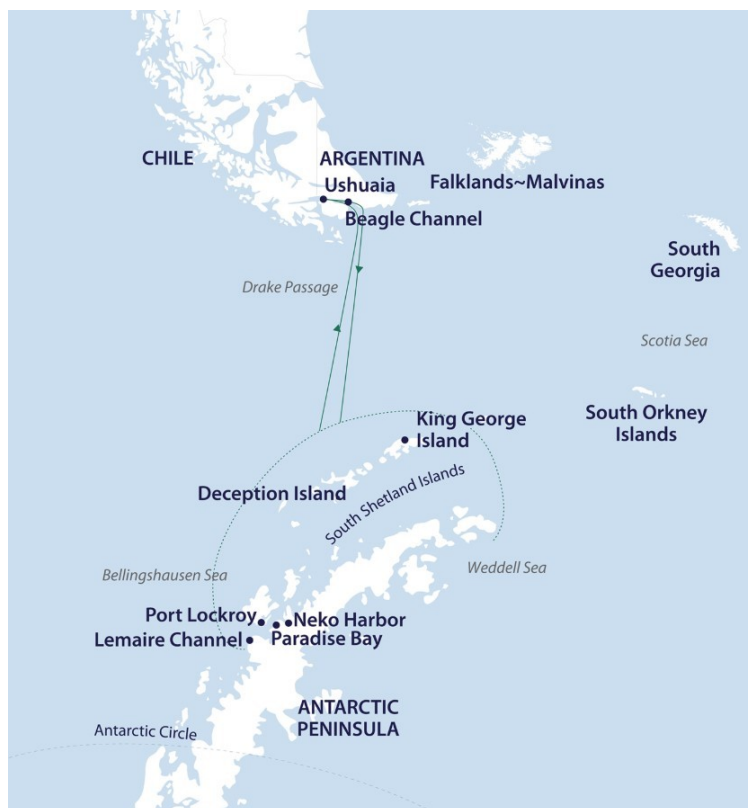 CHILE
ARGENTINA
Ushuaia
Falklands~Malvinas
Beagle Channel
South
Georgia
Drake Passage
Scotia Sea
King George
Island
South Orkney
Islands
Deception Island
South Shetland Islands
Bellingshausen Sea
Weddell Sea
Port Lockroy
Neko Harbor
Lemaire Channel
Paradise Bay
ANTARCTIC
PENINSULA
Antarctic Circle